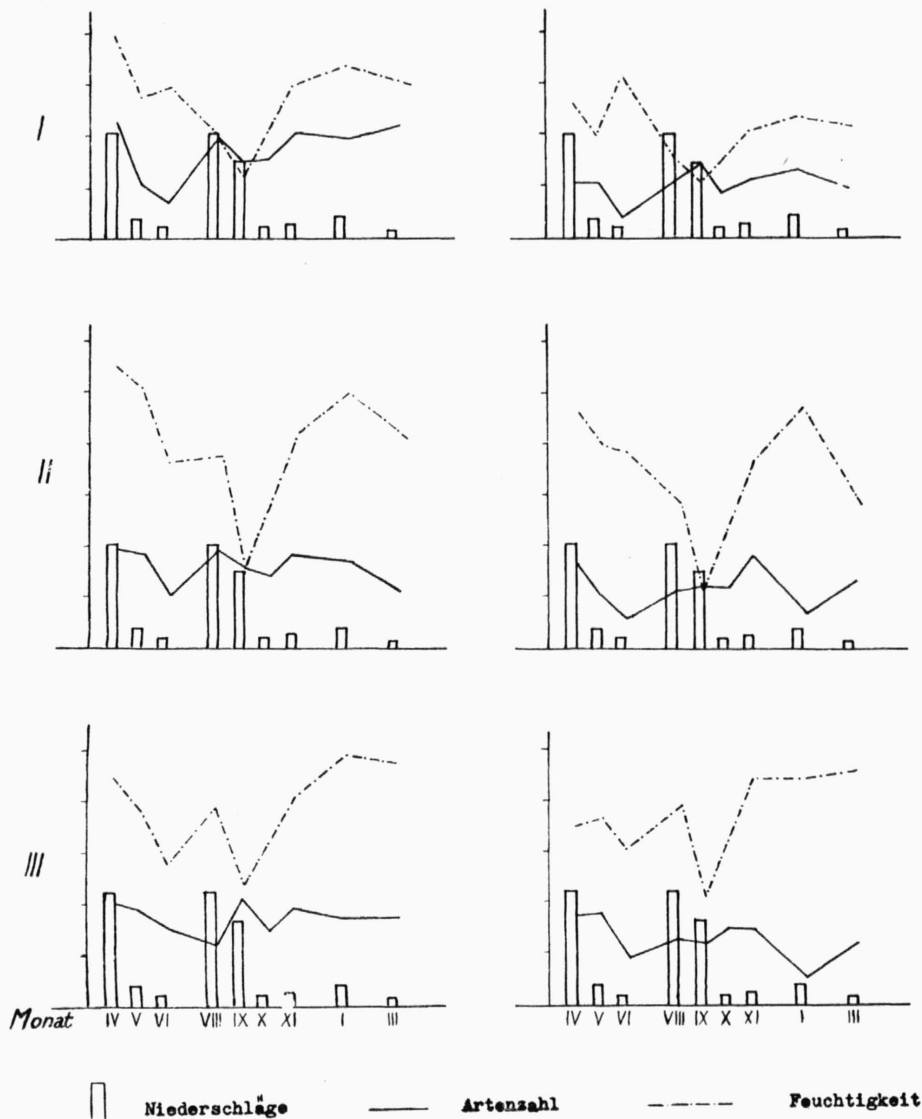 I
II
III
Monat IV V VI VIII IX X XI I III IV V VI VIII IX X XI I III
Niederschläge Artenzahl Feuchtigkeit